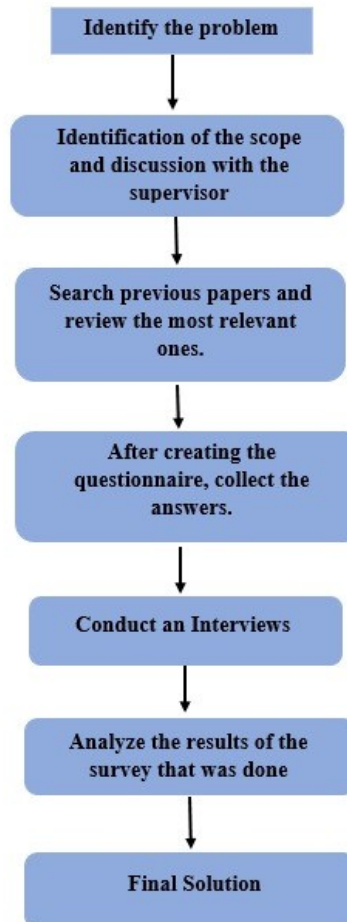 Identify the problem
Identification of the scope
and discussion with the
supervisor
Search previous papers and
review the most relevant
ones.
After creating the
questionnaire, collect the
answers.
Conduct an Interviews
Analyze the results of the
survey that was done
Final Solution